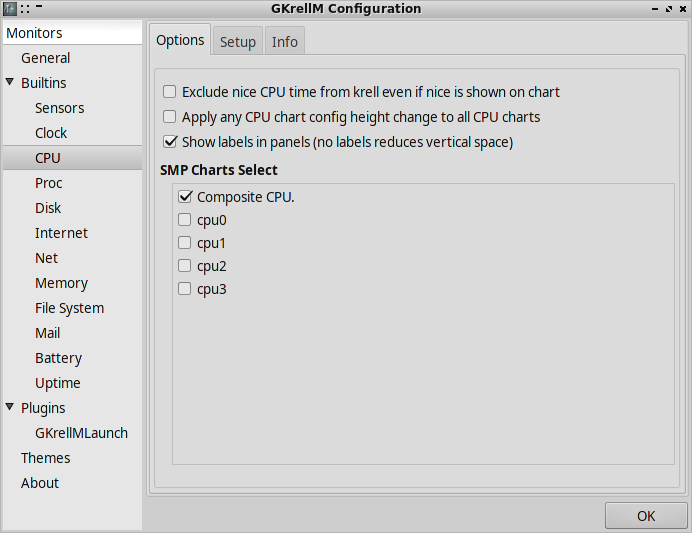 GKrellM Configuration
Monitors
General
Builtins
Sensors
Clock
CPU
Proc
Disk
Internet
Net
Memory
File System
Mail
Battery
Uptime
Plugins
GKrellMLaunch
Themes
About
Options Setup Info
Exclude nice CPU time from krell even if nice is shown on chart
Apply any CPU chart config height change to all CPU charts
Show labels in panels (no labels reduces vertical space)
SMP Charts Select
Composite CPU.
cpu0
cpu1
cpu2
cpu3
OK